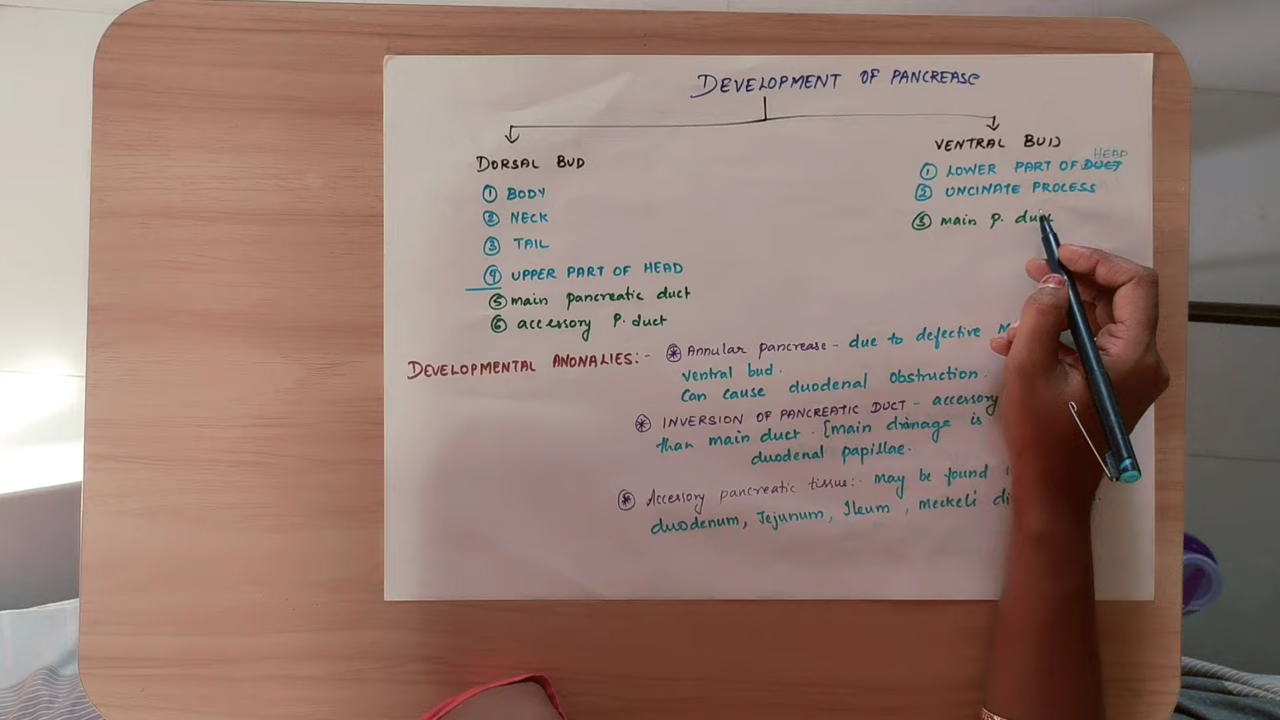 DEVELOPMENT OF PANCREASE
DORSAL BUD
① BODY
② NECK
③ TAIL
④ UPPER PART OF HEAD
⑤ main pancreatic duct
⑥ accessory P. duct
VENTRAL BUD
HEAD
① LOWER PART OF DUCT
② UNCINATE PROCESS
③ main P. duct
DEVELOPMENTAL ANONALIES:-
* Annular pancrease - due to defective
ventral bud.
Can cause duodenal obstruction.
* INVERSION OF PANCREATIC DUCT - accessory
than main duct. [main drainage is
duodenal papillae.
* Accessory pancreatic tissue:- may be found
duodenum, Jejunum, Ileum, meckeli